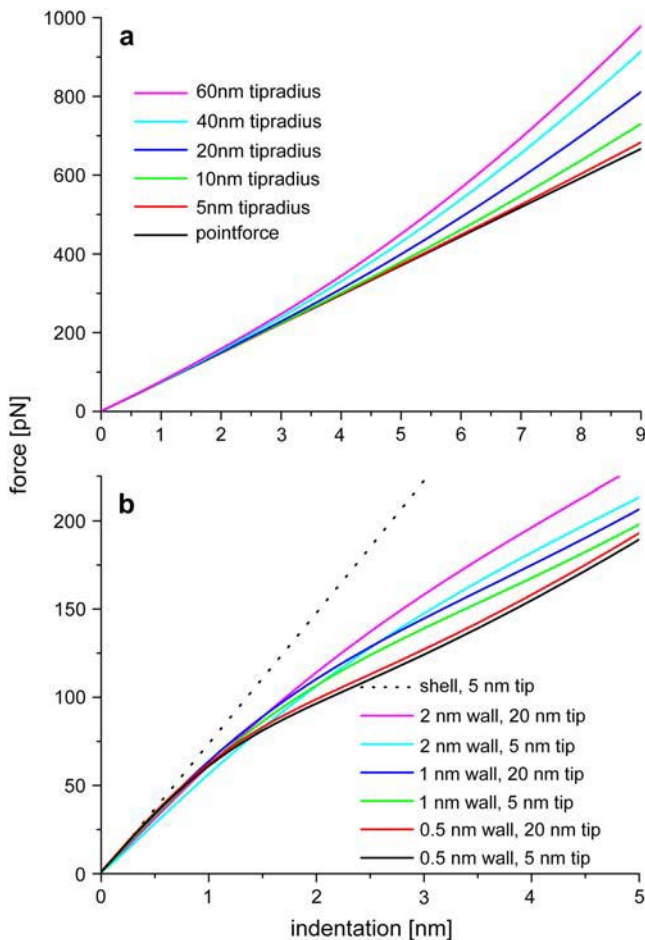 a
1000
800
600
400
200
0
60nm tipradius
40nm tipradius
20nm tipradius
10nm tipradius
5nm tipradius
pointforce
0 1 2 3 4 5 6 7 8 9
force [pN]
b
200
150
100
50
0
shell, 5 nm tip
2 nm wall, 20 nm tip
2 nm wall, 5 nm tip
1 nm wall, 20 nm tip
1 nm wall, 5 nm tip
0.5 nm wall, 20 nm tip
0.5 nm wall, 5 nm tip
0 1 2 3 4 5
indentation [nm]